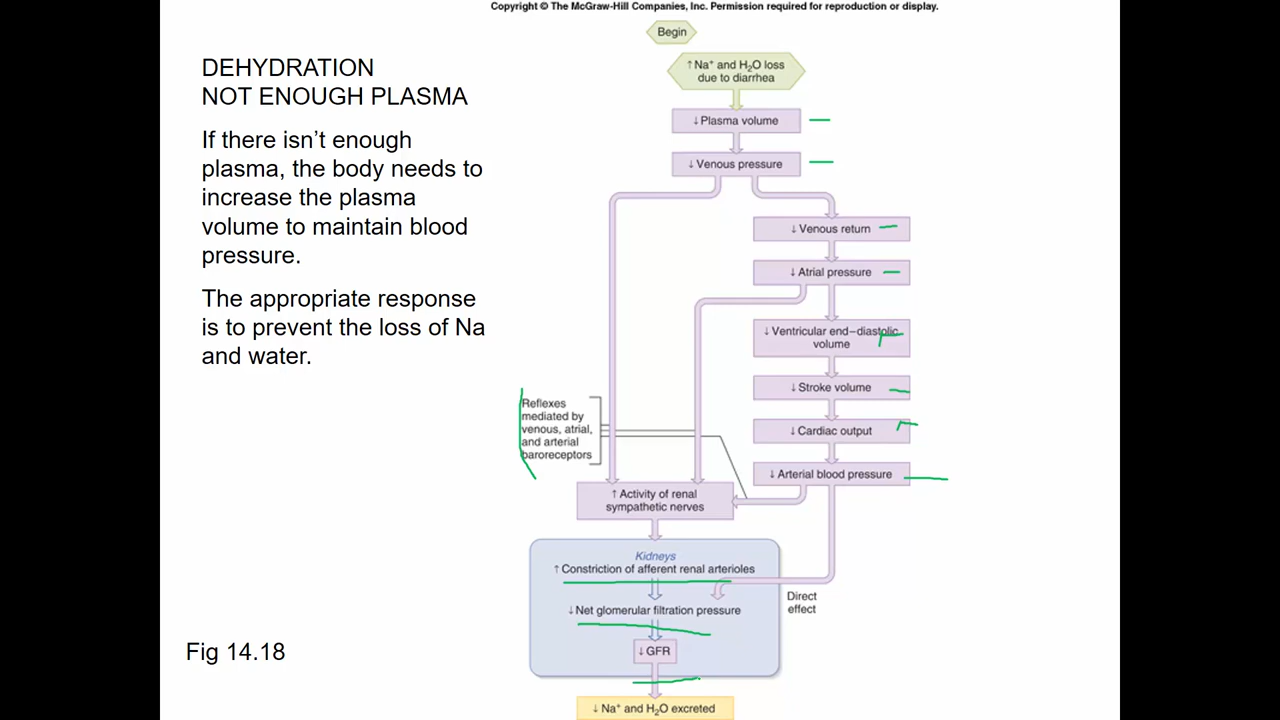 Copyright © The McGraw-Hill Companies, Inc. Permission required for reproduction or display.
DEHYDRATION
NOT ENOUGH PLASMA
If there isn’t enough
plasma, the body needs to
increase the plasma
volume to maintain blood
pressure.
The appropriate response
is to prevent the loss of Na
and water.
Fig 14.18
Begin
↑Na⁺ and H₂O loss
due to diarrhea
↓Plasma volume
↓Venous pressure
↓Venous return
↓Atrial pressure
↓Ventricular end–diastolic
volume
↓Stroke volume
↓Cardiac output
↓Arterial blood pressure
Reflexes
mediated by
venous, atrial,
and arterial
baroreceptors
↑Activity of renal
sympathetic nerves
Kidneys
↑Constriction of afferent renal arterioles
↓Net glomerular filtration pressure
↓GFR
Direct
effect
↓Na⁺ and H₂O excreted